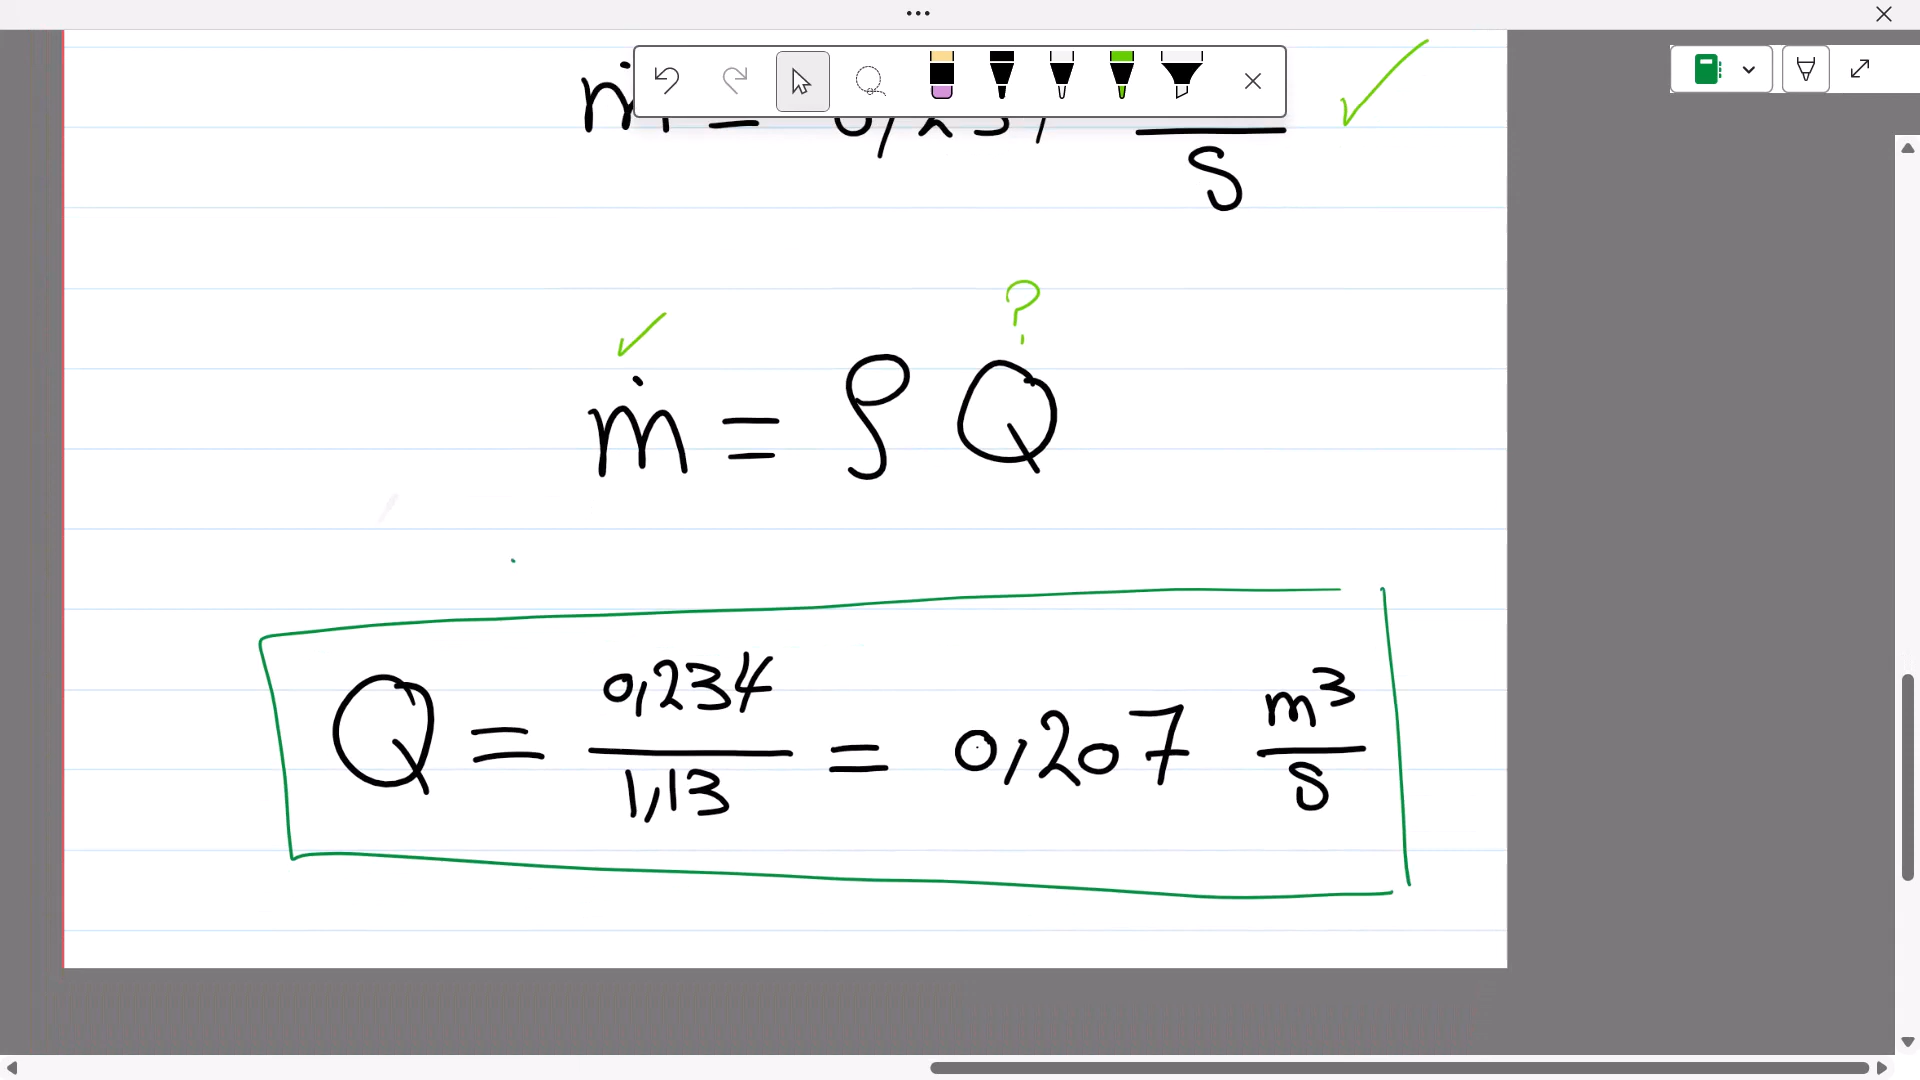 ṁ
S
?
ṁ = ρ Q
Q = 0,234 / 1,13 = 0,207 m³ / s